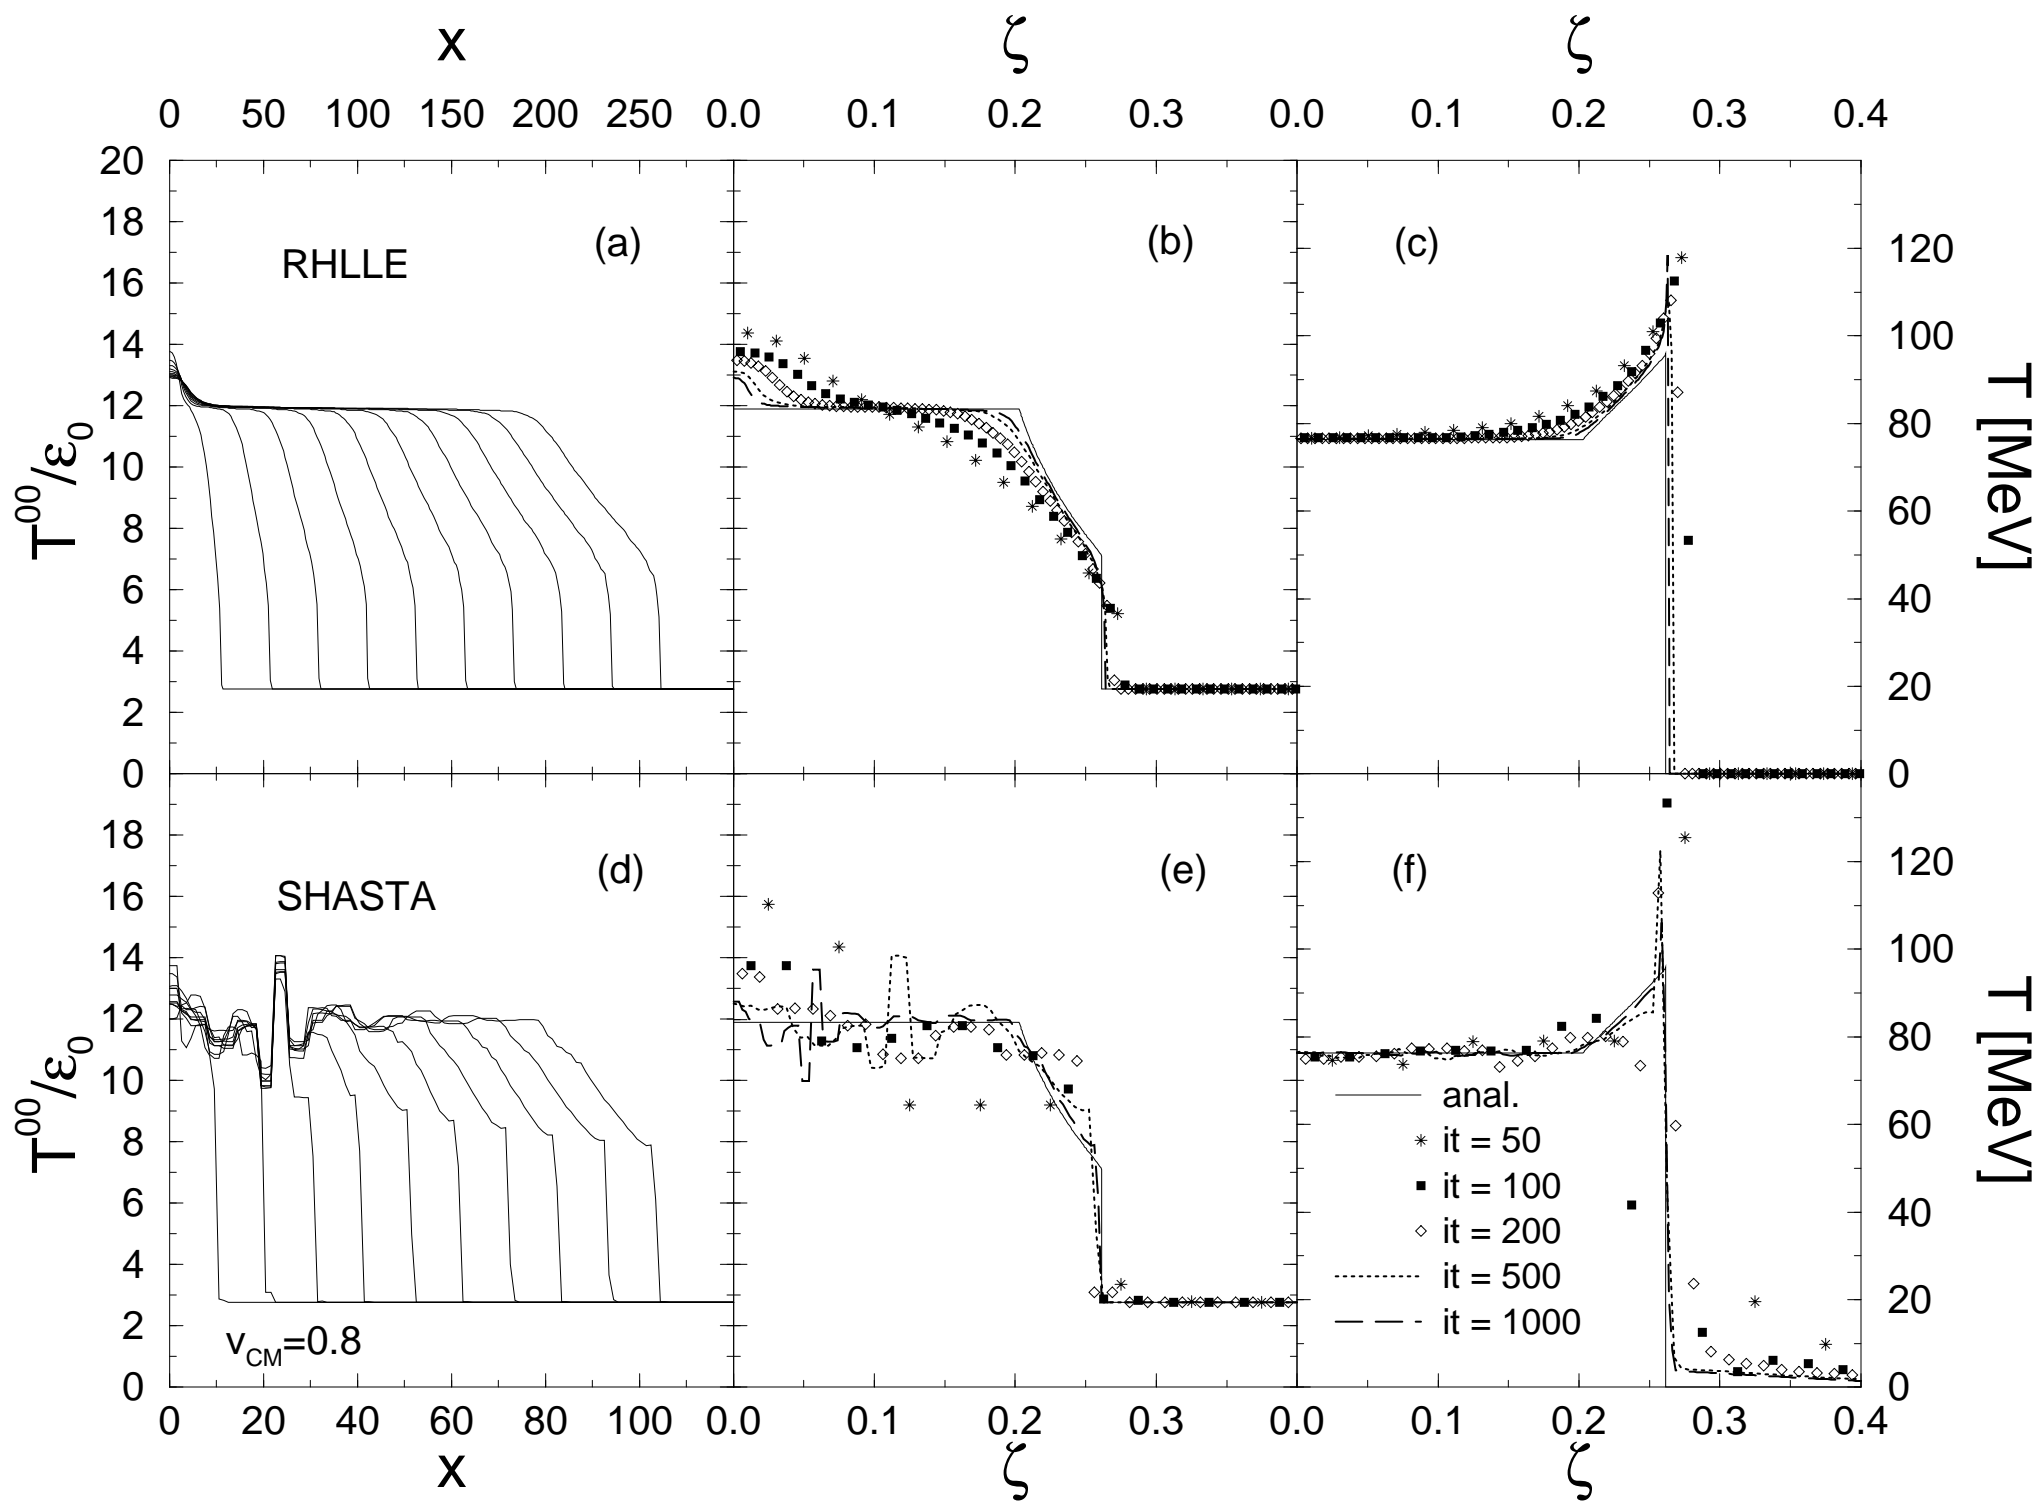 x ζ ζ
0 50 100 150 200 250 0.0 0.1 0.2 0.3 0.0 0.1 0.2 0.3 0.4
20
18
16
14
12
10
8
6
4
2
0
T⁰⁰/ε₀
RHLLE
(a)
(b)
(c)
120
100
80
60
40
20
0
T [MeV]
18
16
14
12
10
8
6
4
2
0
T⁰⁰/ε₀
SHASTA
(d)
v_CM=0.8
(e)
(f)
anal.
it = 50
it = 100
it = 200
it = 500
it = 1000
120
100
80
60
40
20
0
T [MeV]
0 20 40 60 80 100 0.0 0.1 0.2 0.3 0.0 0.1 0.2 0.3 0.4
x ζ ζ